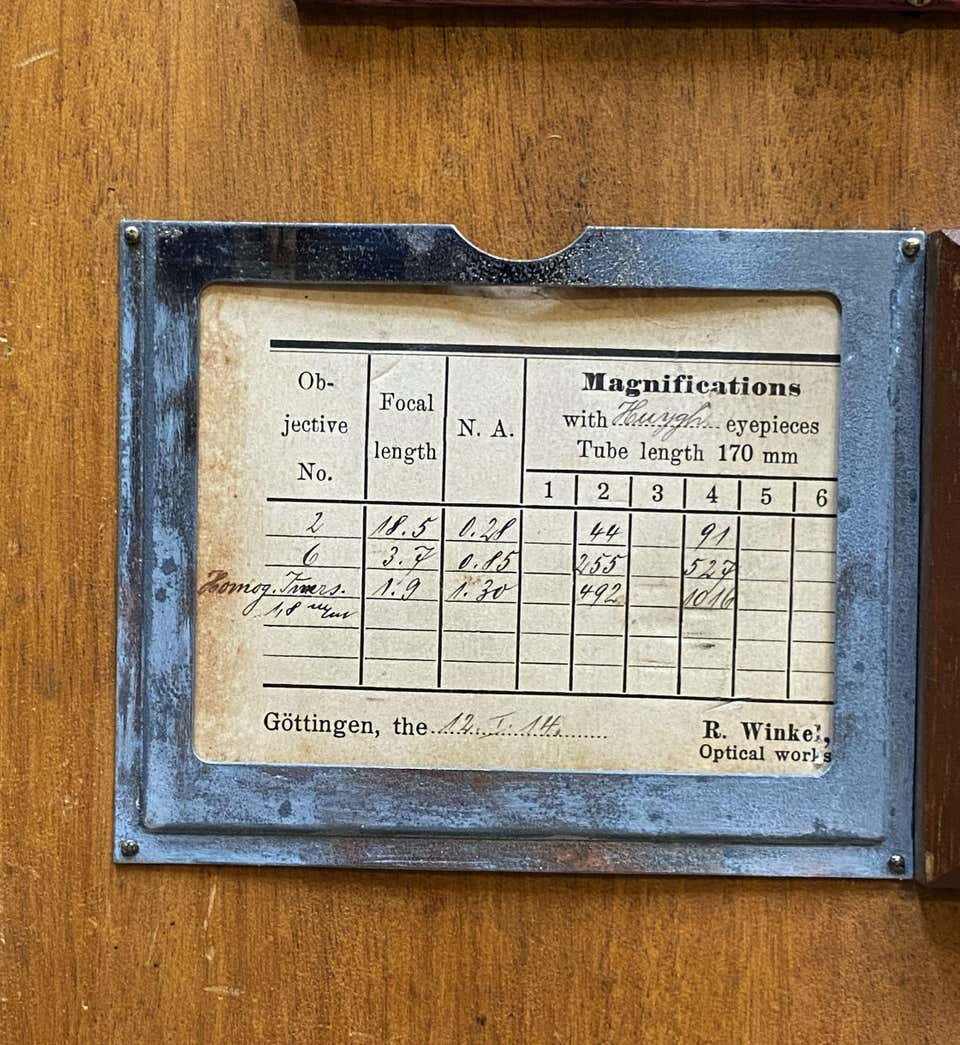 Ob-
jective
No.
Focal
length
N. A.
Magnifications
with Huygh. eyepieces
Tube length 170 mm
1 2 3 4 5 6
2 18.5 0.28 44 91
6 3.7 0.85 255 527
Homog. Imers. 1.9 1.30 492 1016
1,8 m/m
Göttingen, the 12. I. 14.
R. Winkel,
Optical works